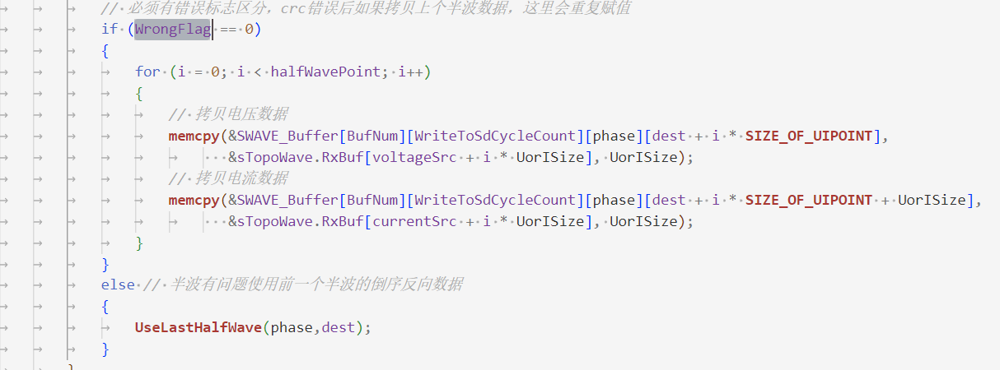 // 必须有错误标志区分，crc错误后如果拷贝上个半波数据，这里会重复赋值
if (WrongFlag == 0)
{
for (i = 0; i < halfWavePoint; i++)
{
// 拷贝电压数据
memcpy(&SWAVE_Buffer[BufNum][WriteToSdCycleCount][phase][dest + i * SIZE_OF_UIPOINT],
&sTopoWave.RxBuf[voltageSrc + i * UorISize], UorISize);
// 拷贝电流数据
memcpy(&SWAVE_Buffer[BufNum][WriteToSdCycleCount][phase][dest + i * SIZE_OF_UIPOINT + UorISize],
&sTopoWave.RxBuf[currentSrc + i * UorISize], UorISize);
}
}
else // 半波有问题使用前一个半波的倒序反向数据
{
UseLastHalfWave(phase,dest);
}